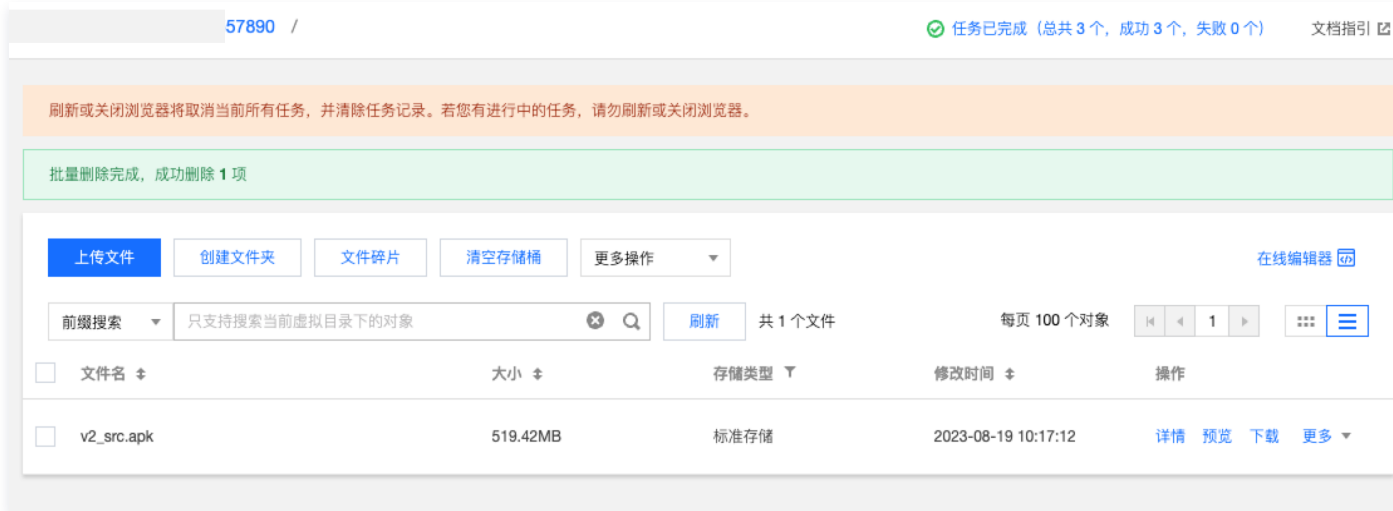 57890 / 任务已完成（总共 3 个，成功 3 个，失败 0 个） 文档指引
刷新或关闭浏览器将取消当前所有任务，并清除任务记录。若您有进行中的任务，请勿刷新或关闭浏览器。
批量删除完成，成功删除 1 项
上传文件 创建文件夹 文件碎片 清空存储桶 更多操作 在线编辑器
前缀搜索 只支持搜索当前虚拟目录下的对象 刷新 共 1 个文件 每页 100 个对象 1
文件名 大小 存储类型 修改时间 操作
v2_src.apk 519.42MB 标准存储 2023-08-19 10:17:12 详情 预览 下载 更多